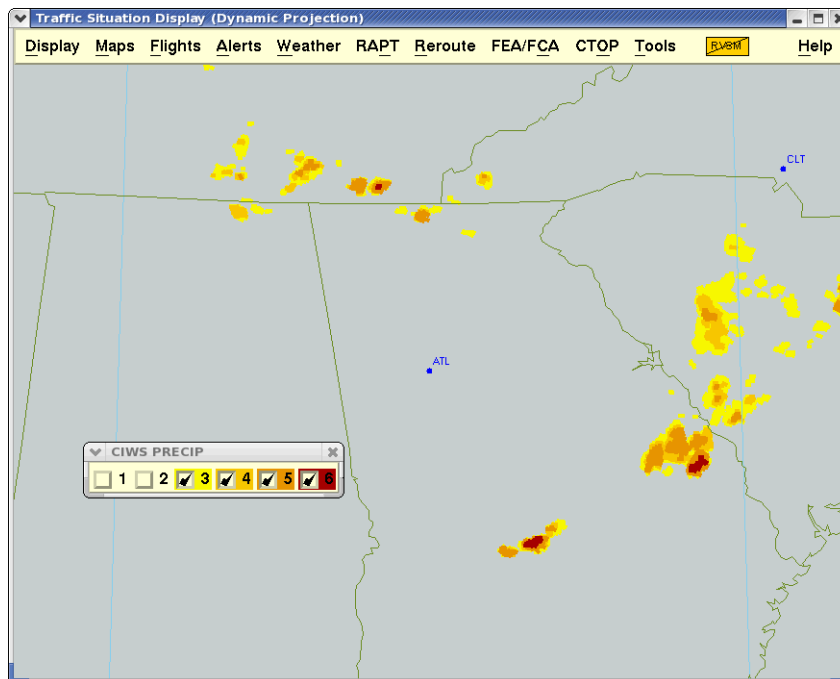 Traffic Situation Display (Dynamic Projection)
Display Maps Flights Alerts Weather RAPT Reroute FEA/FCA CTOP Tools RVSM Help
CLT
ATL
CIWS PRECIP
1 2 3 4 5 6